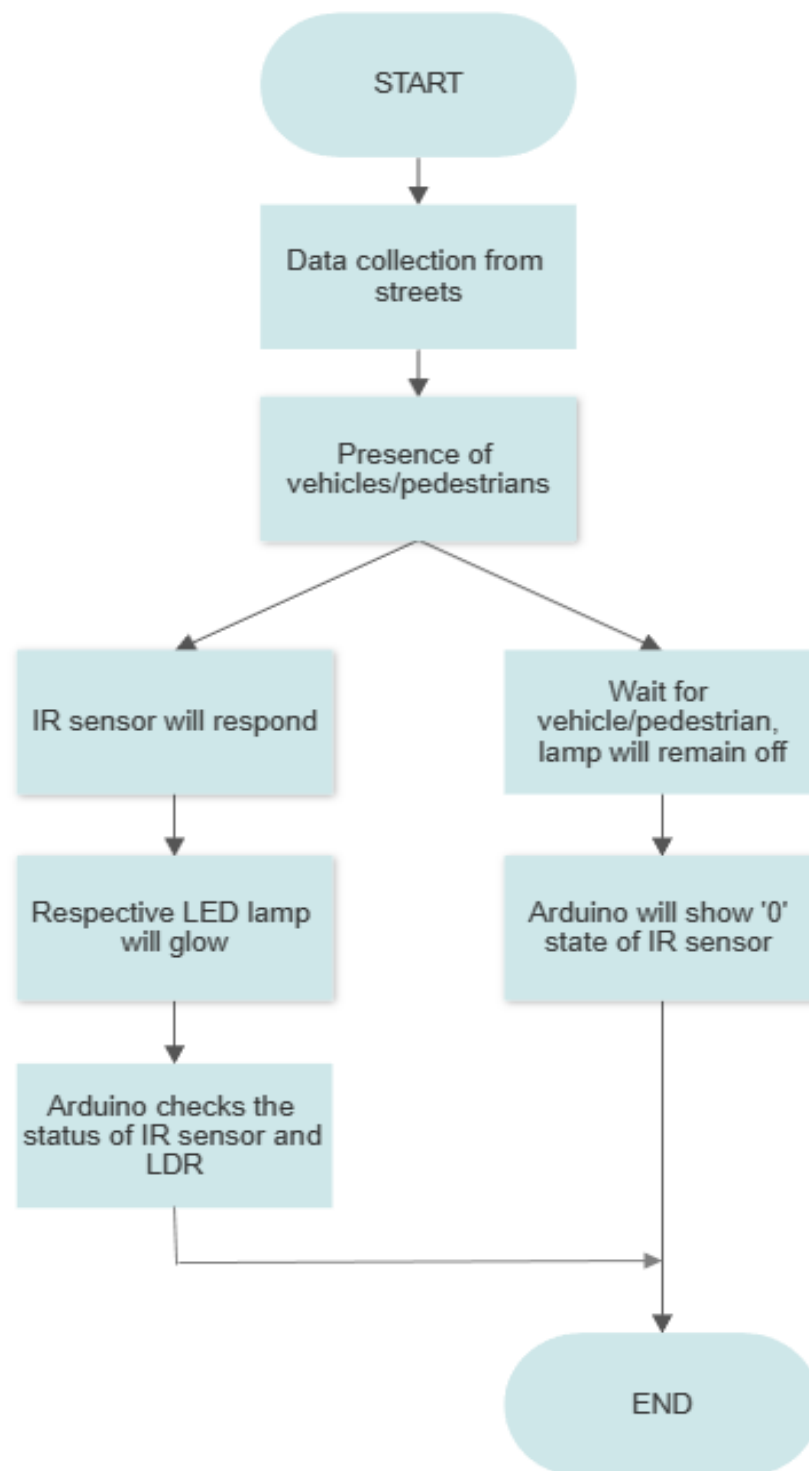 START
Data collection from
streets
Presence of
vehicles/pedestrians
IR sensor will respond
Wait for
vehicle/pedestrian,
lamp will remain off
Respective LED lamp
will glow
Arduino will show '0'
state of IR sensor
Arduino checks the
status of IR sensor and
LDR
END